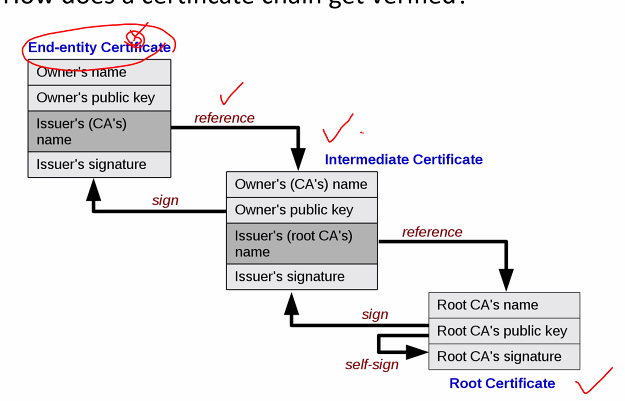 How does a certificate chain get verified?
End-entity Certificate
Owner's name
Owner's public key
Issuer's (CA's)
name
Issuer's signature
reference
sign
Intermediate Certificate
Owner's (CA's) name
Owner's public key
Issuer's (root CA's)
name
Issuer's signature
reference
sign
self-sign
Root CA's name
Root CA's public key
Root CA's signature
Root Certificate